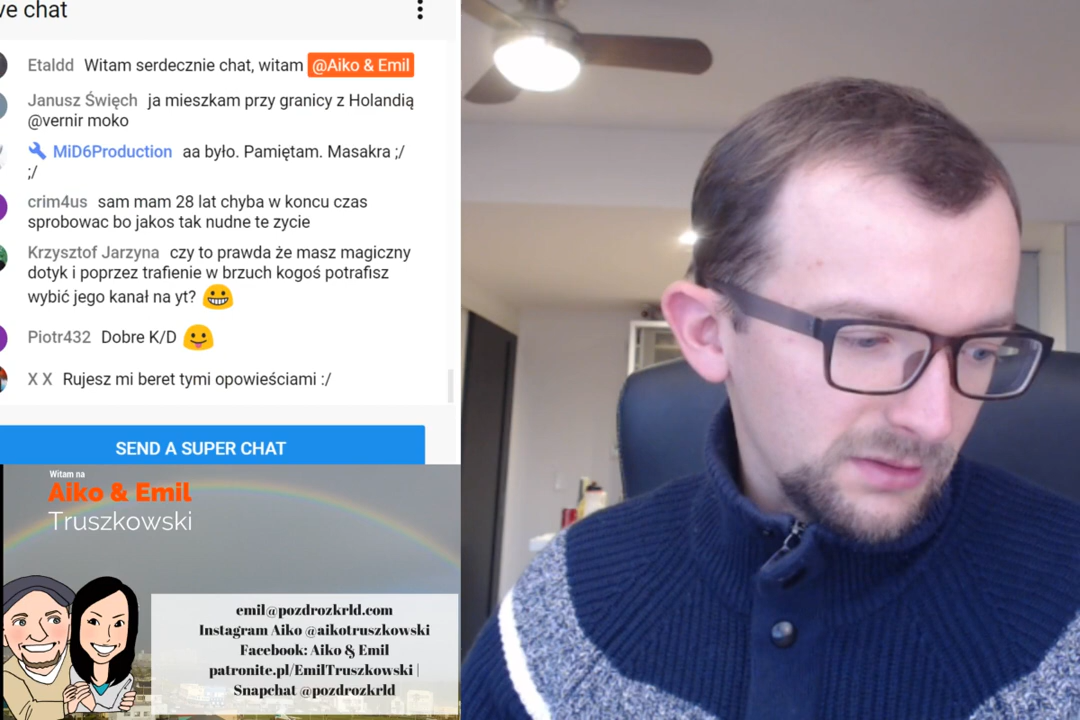 ve chat
Etaldd Witam serdecznie chat, witam @Aiko & Emil
Janusz Święch ja mieszkam przy granicy z Holandią
@vernir moko
MiD6Production aa było. Pamiętam. Masakra ;/
;/
crim4us sam mam 28 lat chyba w koncu czas
sprobowac bo jakos tak nudne te zycie
Krzysztof Jarzyna czy to prawda że masz magiczny
dotyk i poprzez trafienie w brzuch kogoś potrafisz
wybić jego kanał na yt? 😀
Piotr432 Dobre K/D 😛
X X Rujesz mi beret tymi opowieściami :/
SEND A SUPER CHAT
Witam na
Aiko & Emil
Truszkowski
emil@pozdrozkrld.com
Instagram Aiko @aikotruszkowski
Facebook: Aiko & Emil
patronite.pl/EmilTruszkowski |
Snapchat @pozdrozkrld